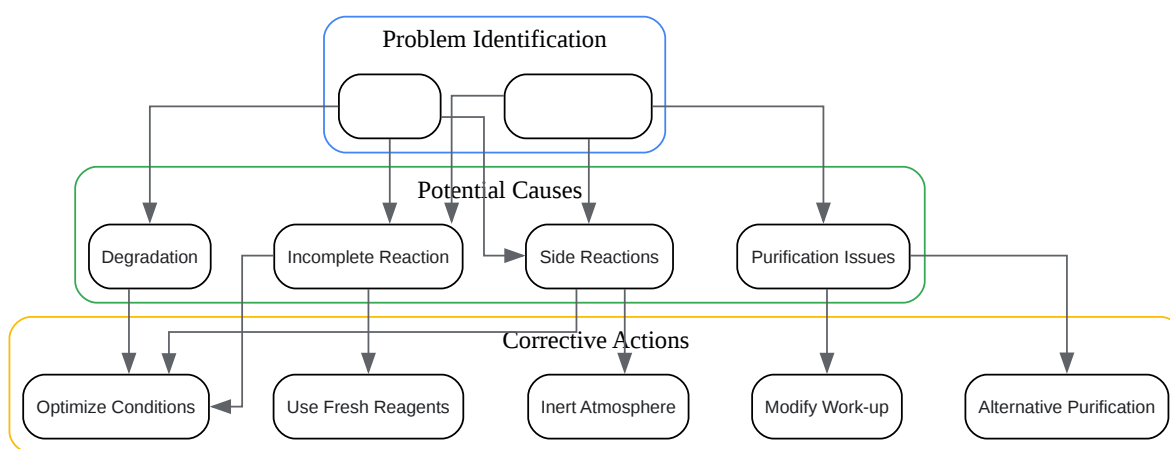 Problem Identification
Potential Causes
Degradation
Incomplete Reaction
Side Reactions
Purification Issues
Corrective Actions
Optimize Conditions
Use Fresh Reagents
Inert Atmosphere
Modify Work-up
Alternative Purification